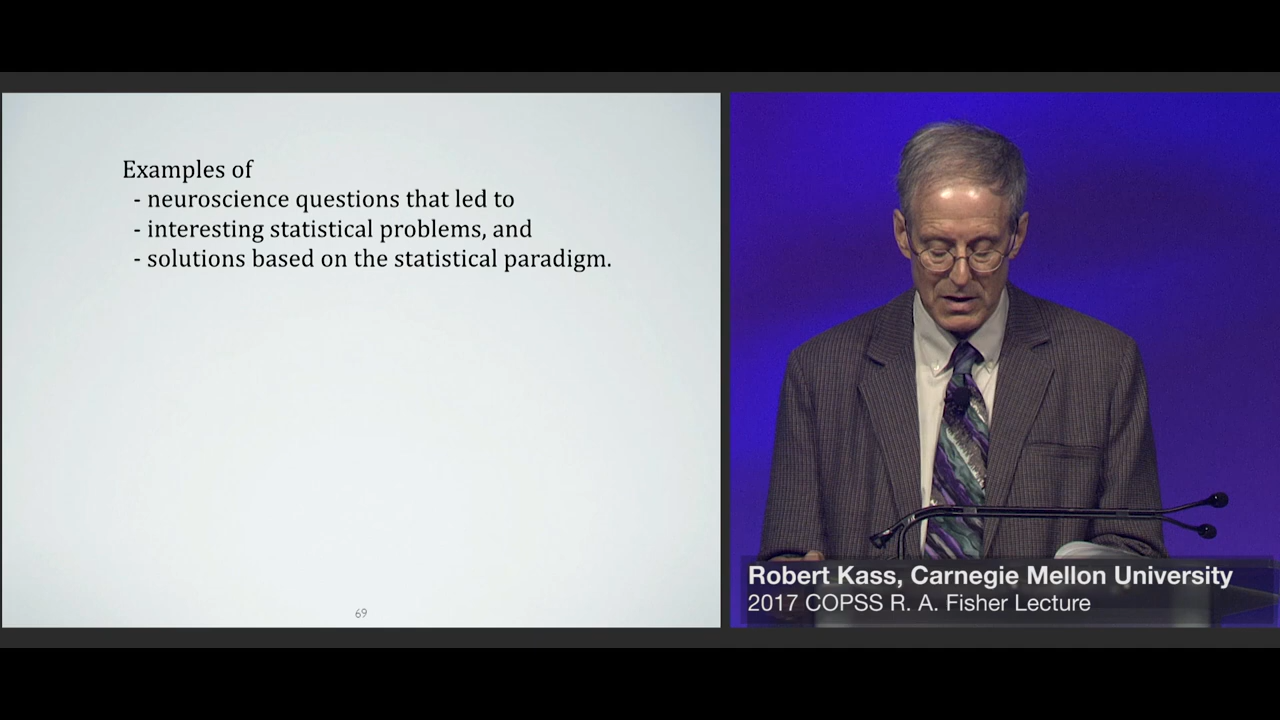 Examples of
- neuroscience questions that led to
- interesting statistical problems, and
- solutions based on the statistical paradigm.
69
Robert Kass, Carnegie Mellon University
2017 COPSS R. A. Fisher Lecture